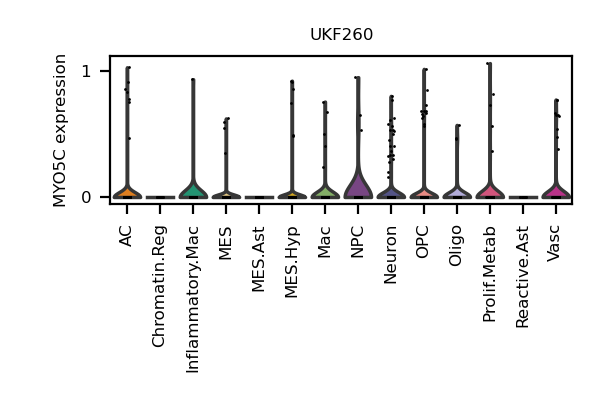 UKF260
MYO5C expression
1
0
AC
Chromatin.Reg
Inflammatory.Mac
MES
MES.Ast
MES.Hyp
Mac
NPC
Neuron
OPC
Oligo
Prolif.Metab
Reactive.Ast
Vasc